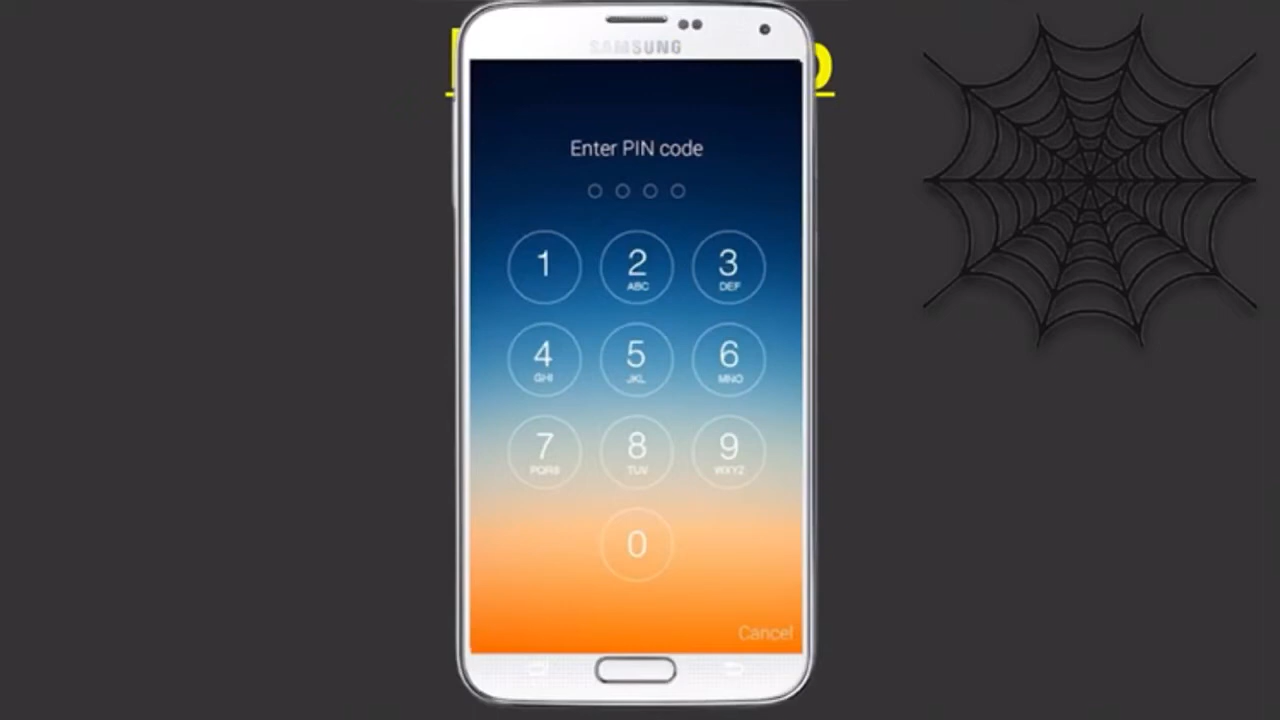 SAMSUNG
Enter PIN code
1
2
ABC
3
DEF
4
GHI
5
JKL
6
MNO
7
PQRS
8
TUV
9
WXYZ
0
Cancel